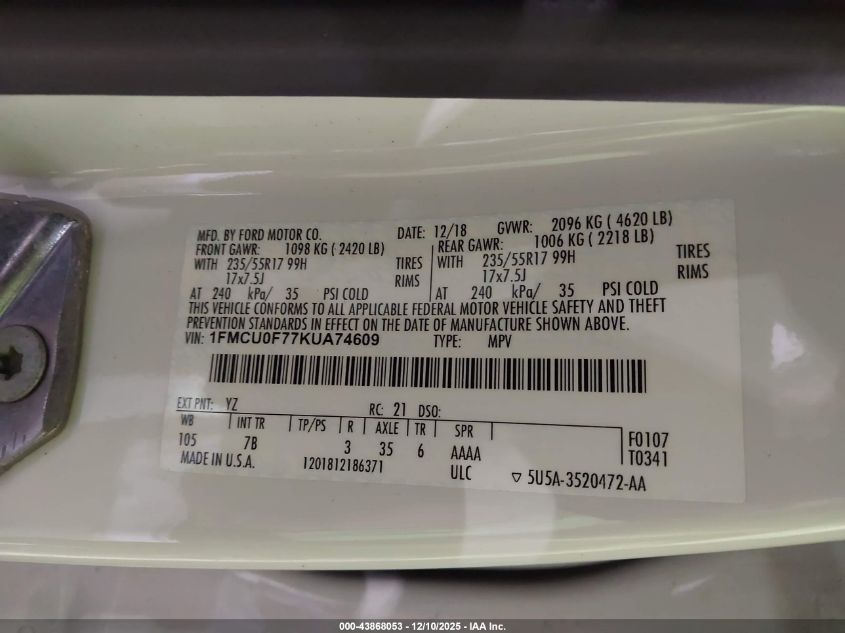 MFD. BY FORD MOTOR CO. DATE: 12/18 GVWR: 2096 KG ( 4620 LB)
FRONT GAWR: 1098 KG ( 2420 LB) REAR GAWR: 1006 KG ( 2218 LB)
WITH 235/55R17 99H TIRES WITH 235/55R17 99H TIRES
17x7.5J RIMS 17x7.5J RIMS
AT 240 kPa/ 35 PSI COLD AT 240 kPa/ 35 PSI COLD
THIS VEHICLE CONFORMS TO ALL APPLICABLE FEDERAL MOTOR VEHICLE SAFETY AND THEFT
PREVENTION STANDARDS IN EFFECT ON THE DATE OF MANUFACTURE SHOWN ABOVE.
VIN: 1FMCU0F77KUA74609 TYPE: MPV
EXT PNT: YZ RC: 21 DSO:
WB INT TR TP/PS R AXLE TR SPR
105 7B 3 35 6 AAAA F0107
MADE IN U.S.A. 1201812186371 ULC T0341
▽ 5U5A-3520472-AA
000-43868053 — 12/10/2025 — IAA Inc.